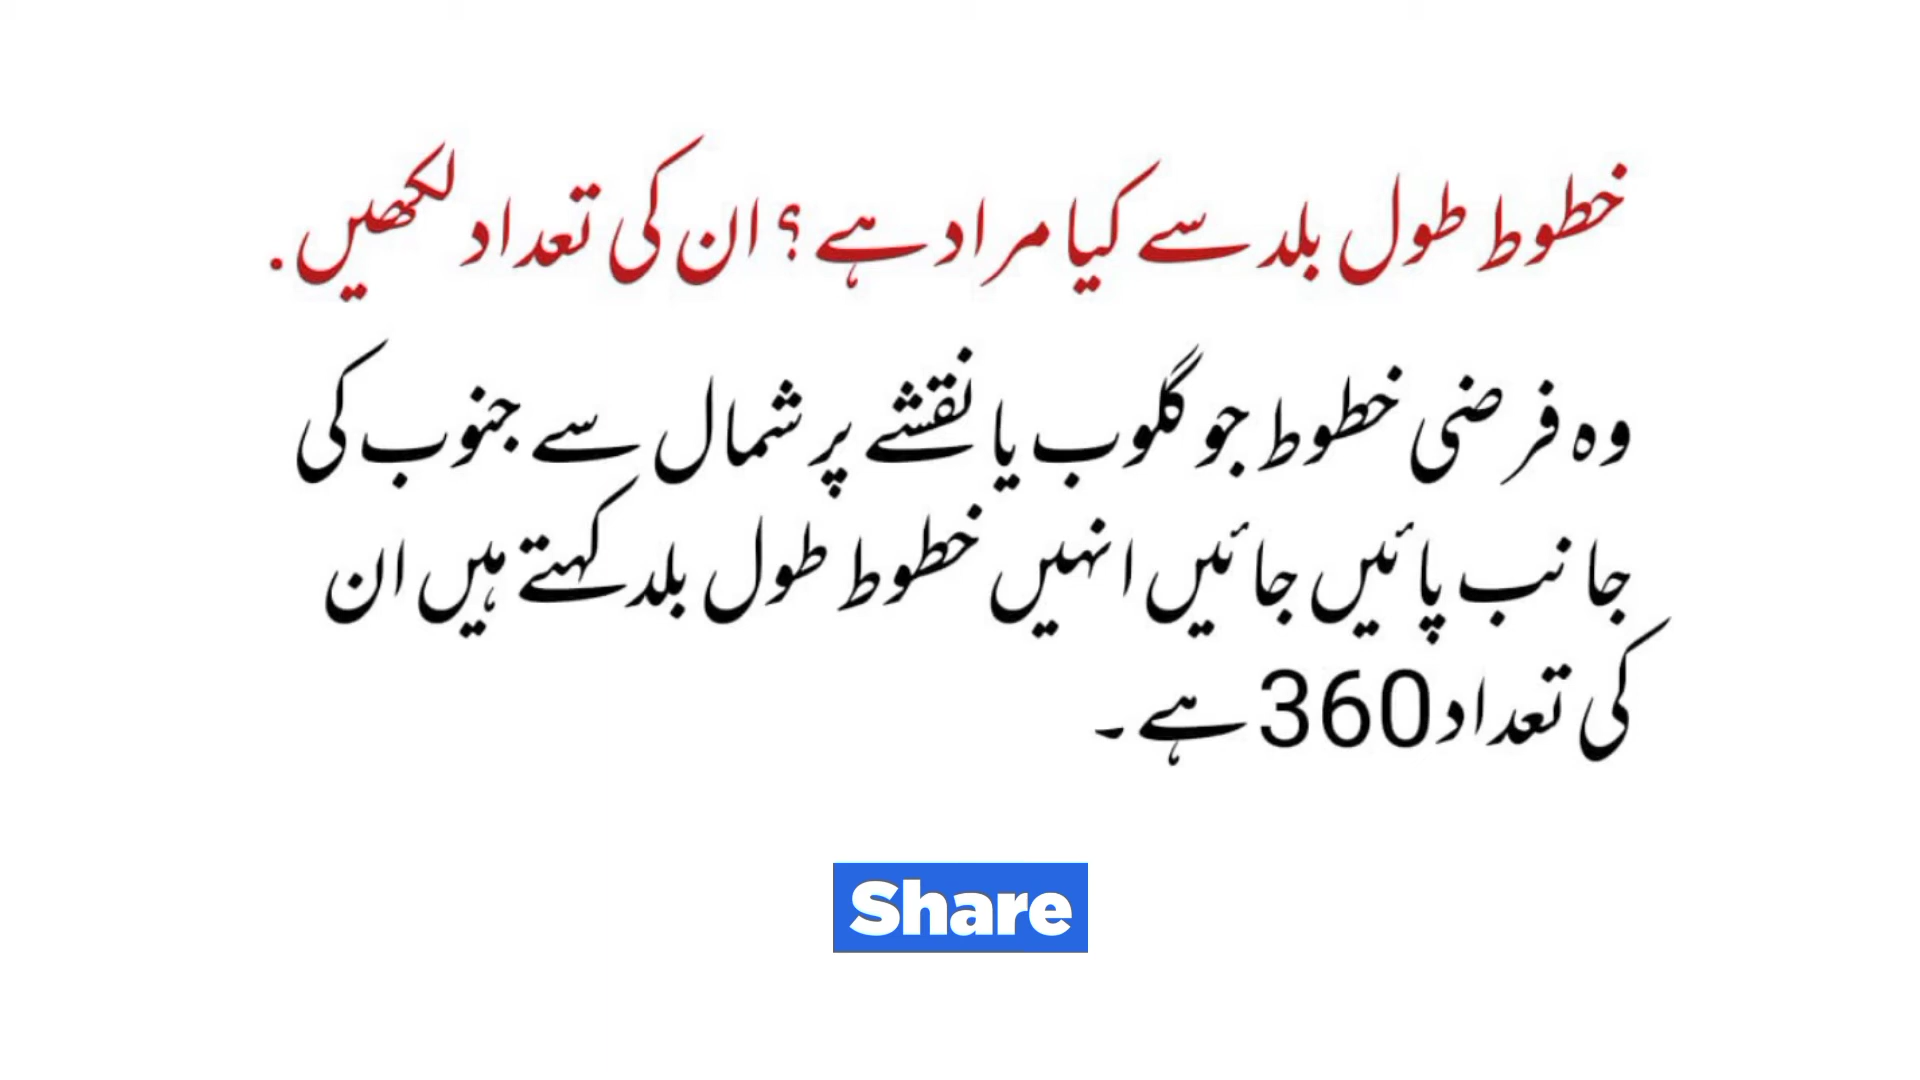 خطوط طول بلد سے کیا مراد ہے ؟ ان کی تعداد لکھیں.
وہ فرضی خطوط جو گلوب یا نقشے پر شمال سے جنوب کی
جانب پائیں جائیں انہیں خطوط طول بلد کہتے ہیں ان
کی تعداد 360 ہے ۔
Share